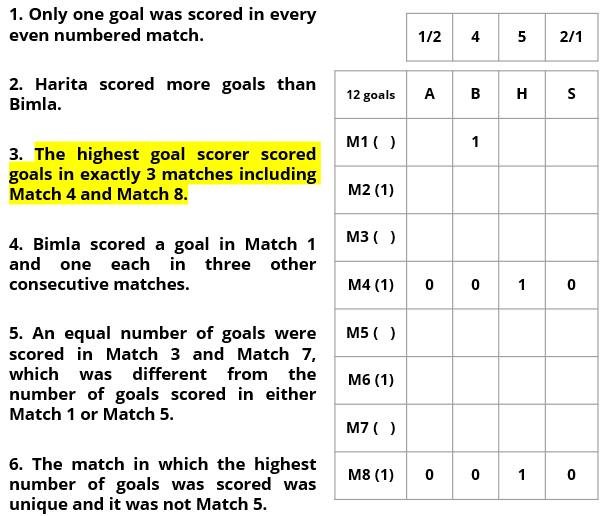 1. Only one goal was scored in every
even numbered match.
2. Harita scored more goals than
Bimla.
3. The highest goal scorer scored
goals in exactly 3 matches including
Match 4 and Match 8.
4. Bimla scored a goal in Match 1
and one each in three other
consecutive matches.
5. An equal number of goals were
scored in Match 3 and Match 7,
which was different from the
number of goals scored in either
Match 1 or Match 5.
6. The match in which the highest
number of goals was scored was
unique and it was not Match 5.
1/2 4 5 2/1
12 goals A B H S
M1 ( ) 1
M2 (1)
M3 ( )
M4 (1) 0 0 1 0
M5 ( )
M6 (1)
M7 ( )
M8 (1) 0 0 1 0